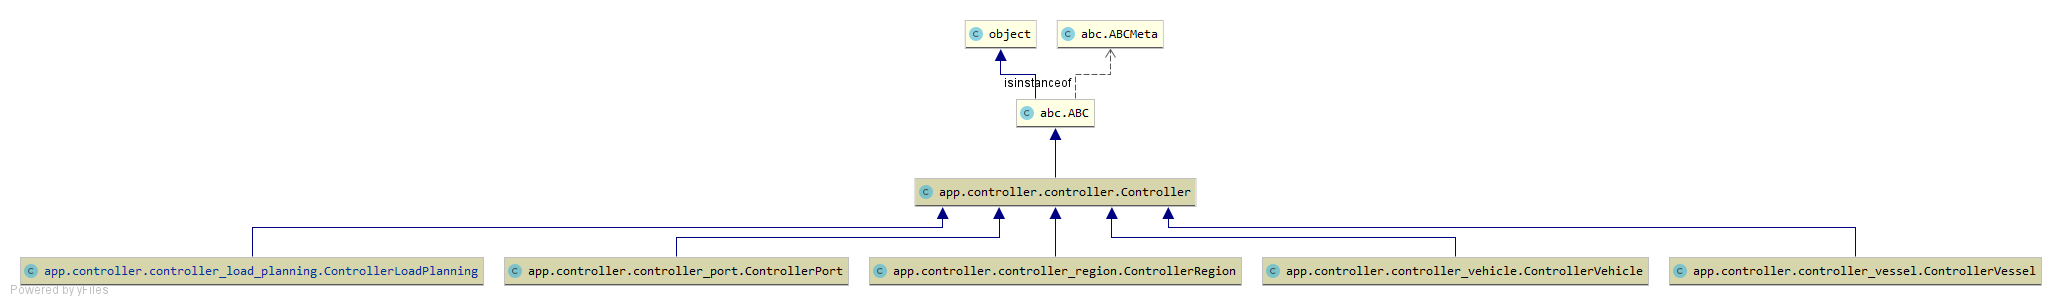 C object
C abc.ABCMeta
isinstanceof
C abc.ABC
C app.controller.controller.Controller
C app.controller.controller_load_planning.ControllerLoadPlanning
C app.controller.controller_port.ControllerPort
C app.controller.controller_region.ControllerRegion
C app.controller.controller_vehicle.ControllerVehicle
C app.controller.controller_vessel.ControllerVessel
Powered by yFiles